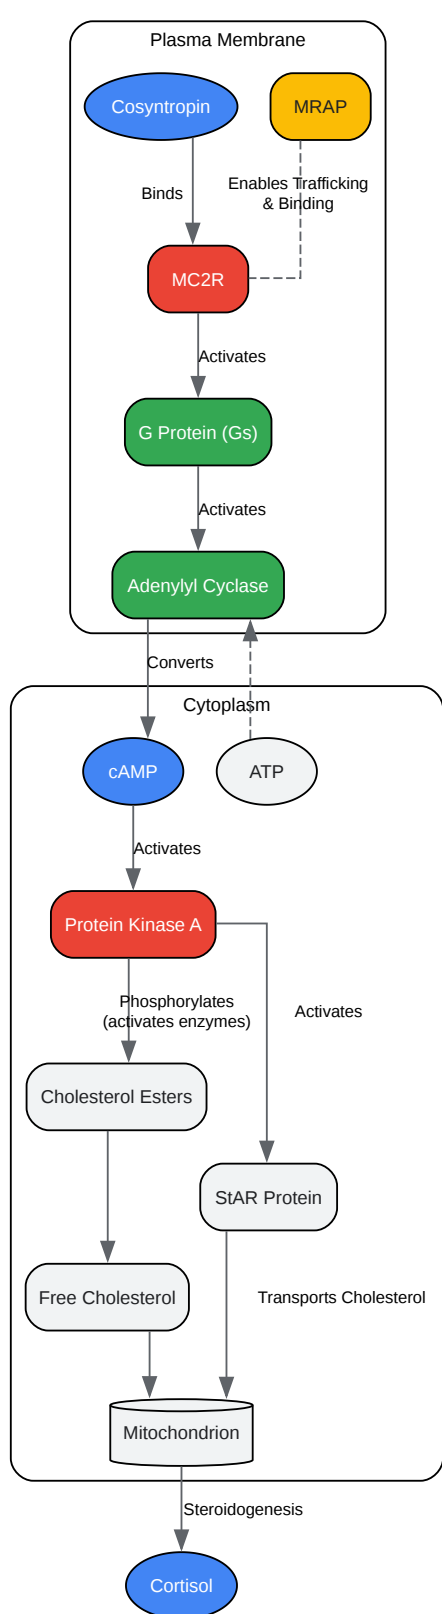 Plasma Membrane
Cosyntropin
MRAP
Binds
Enables Trafficking
& Binding
MC2R
Activates
G Protein (Gs)
Activates
Adenylyl Cyclase
Converts
Cytoplasm
cAMP
ATP
Activates
Protein Kinase A
Phosphorylates
(activates enzymes)
Activates
Cholesterol Esters
StAR Protein
Free Cholesterol
Transports Cholesterol
Mitochondrion
Steroidogenesis
Cortisol